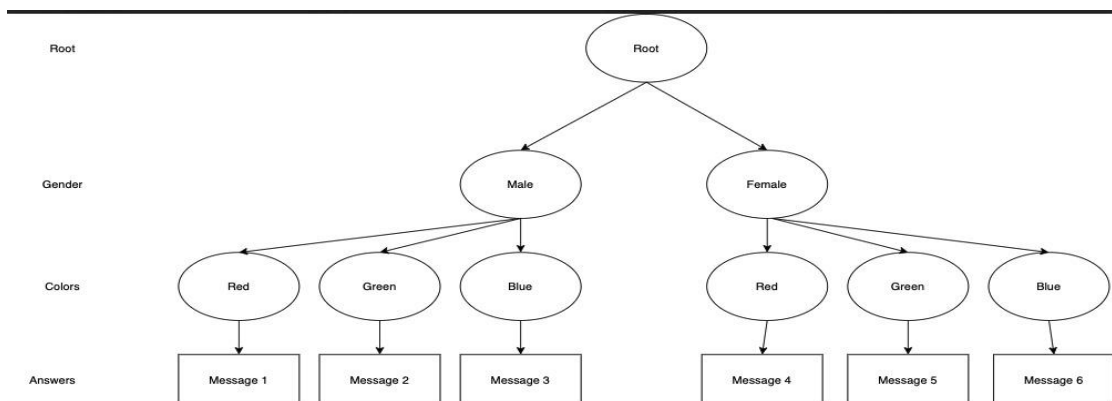 Root
Root
Gender
Male
Female
Colors
Red
Green
Blue
Red
Green
Blue
Answers
Message 1
Message 2
Message 3
Message 4
Message 5
Message 6